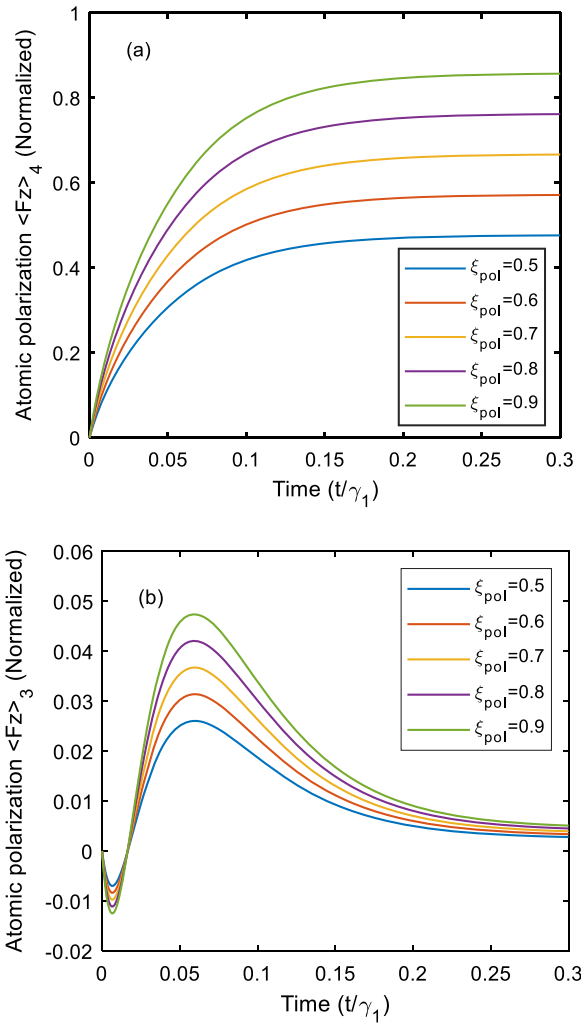 1
0.8
0.6
0.4
0.2
0
(a)
Atomic polarization <Fz>4 (Normalized)
ξpol=0.5
ξpol=0.6
ξpol=0.7
ξpol=0.8
ξpol=0.9
0 0.05 0.1 0.15 0.2 0.25 0.3
Time (t/γ1)
0.06
0.05
0.04
0.03
0.02
0.01
0
-0.01
-0.02
(b)
Atomic polarization <Fz>3 (Normalized)
ξpol=0.5
ξpol=0.6
ξpol=0.7
ξpol=0.8
ξpol=0.9
0 0.05 0.1 0.15 0.2 0.25 0.3
Time (t/γ1)